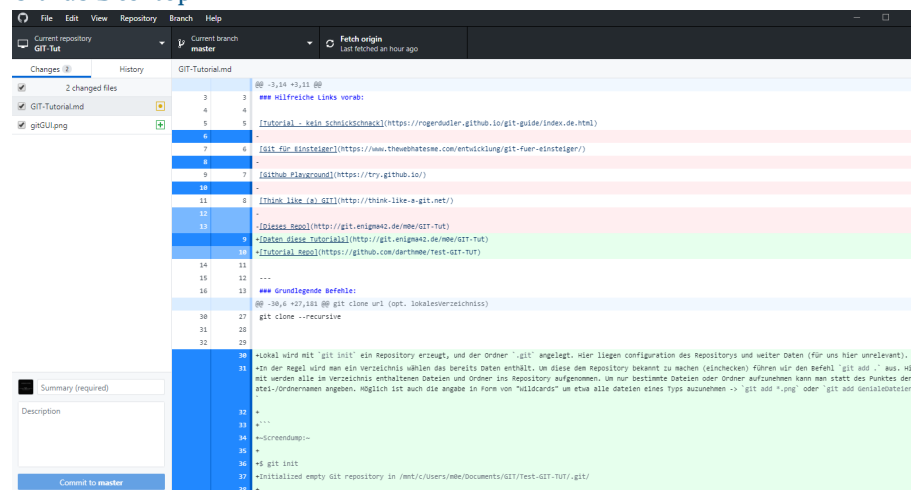 File Edit View Repository Branch Help
Current repository
GIT-Tut
Current branch
master
Fetch origin
Last fetched an hour ago
Changes 2 History
GIT-Tutorial.md
2 changed files
GIT-Tutorial.md
gitGUI.png
@@ -3,14 +3,11 @@
3 3 ### Hilfreiche Links vorab:
4 4
5 5 [Tutorial - kein SchnickSchnack](https://rogerdudler.github.io/git-guide/index.de.html)
6 -
7 6 [Git für Einsteiger](https://www.thewebhatesme.com/entwicklung/git-fuer-einsteiger/)
8 -
9 7 [Github Playground](https://try.github.io/)
10 -
11 8 [Think like (a) GIT](http://think-like-a-git.net/)
12 -
13 -[Dieses Repo](http://git.enigma42.de/m0e/GIT-Tut)
9 +[Daten diese Tutorials](http://git.enigma42.de/m0e/GIT-Tut)
10 +[Tutorial Repo](https://github.com/darthm0e/Test-GIT-TUT)
14 11
15 12 ---
16 13 ### Grundlegende Befehle:
@@ -30,6 +27,181 @@ git clone url (opt. lokalesVerzeichniss)
30 27 git clone --recursive
31 28
32 29
30 +Lokal wird mit `git init` ein Repository erzeugt, und der Ordner `.git` angelegt. Hier liegen configuration des Repositorys und weiter Daten (für uns hier unrelevant).
31 +In der Regel wird man ein Verzeichnis wählen das bereits Daten enthält. Um diese dem Repository bekannt zu machen (einchecken) führen wir den Befehl `git add .` aus. Hi
mit werden alle im Verzeichnis enthaltenen Dateien und Ordner ins Repository aufgenommen. Um nur bestimmte Dateien oder Ordner aufzunehmen kann man statt des Punktes der
atei-/Ordnernamen angeben. Möglich ist auch die angabe in Form von "Wildcards" um etwa alle dateien eines Typs auzunehmen -> `git add *.png` oder `git add GenialeDateien
`
32 +
33 +```
34 +~Screendump:~
35 +
36 +$ git init
37 +Initialized empty Git repository in /mnt/c/Users/m0e/Documents/GIT/Test-GIT-TUT/.git/
38 +
Summary (required)
Description
Commit to master